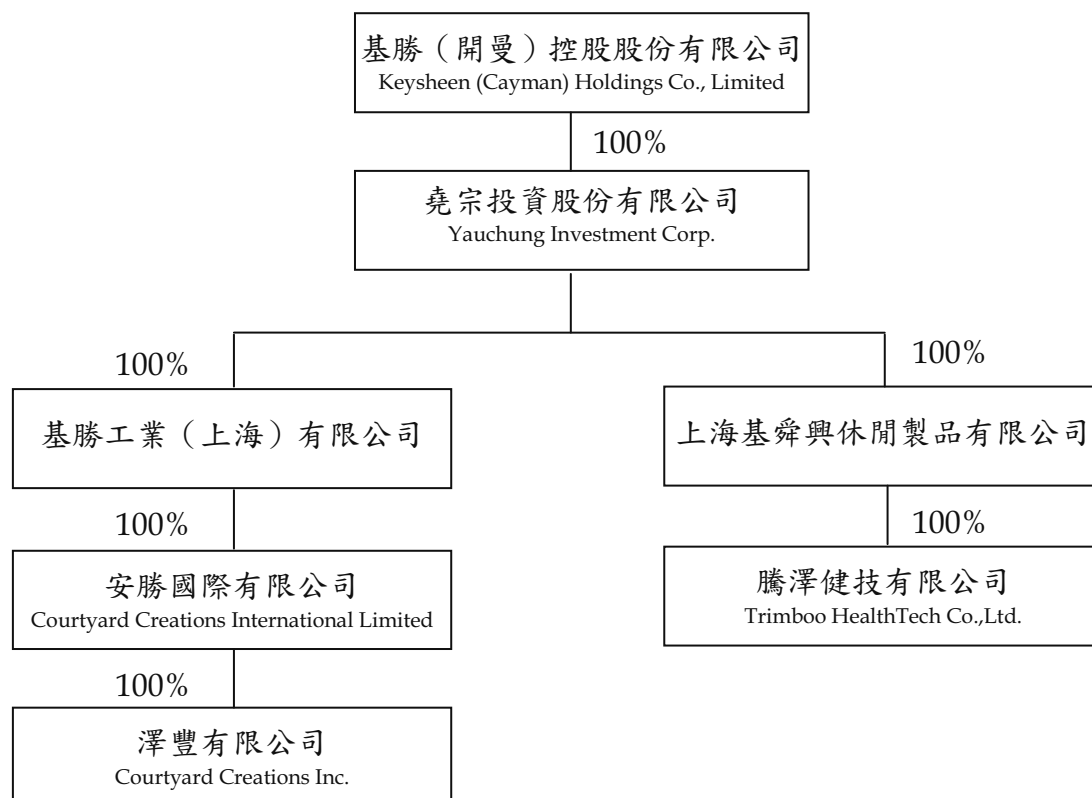 基勝（開曼）控股股份有限公司
Keysheen (Cayman) Holdings Co., Limited
100%
堯宗投資股份有限公司
Yauchung Investment Corp.
100%
100%
基勝工業（上海）有限公司
上海基舜興休閒製品有限公司
100%
100%
安勝國際有限公司
Courtyard Creations International Limited
騰澤健技有限公司
Trimboo HealthTech Co.,Ltd.
100%
澤豐有限公司
Courtyard Creations Inc.